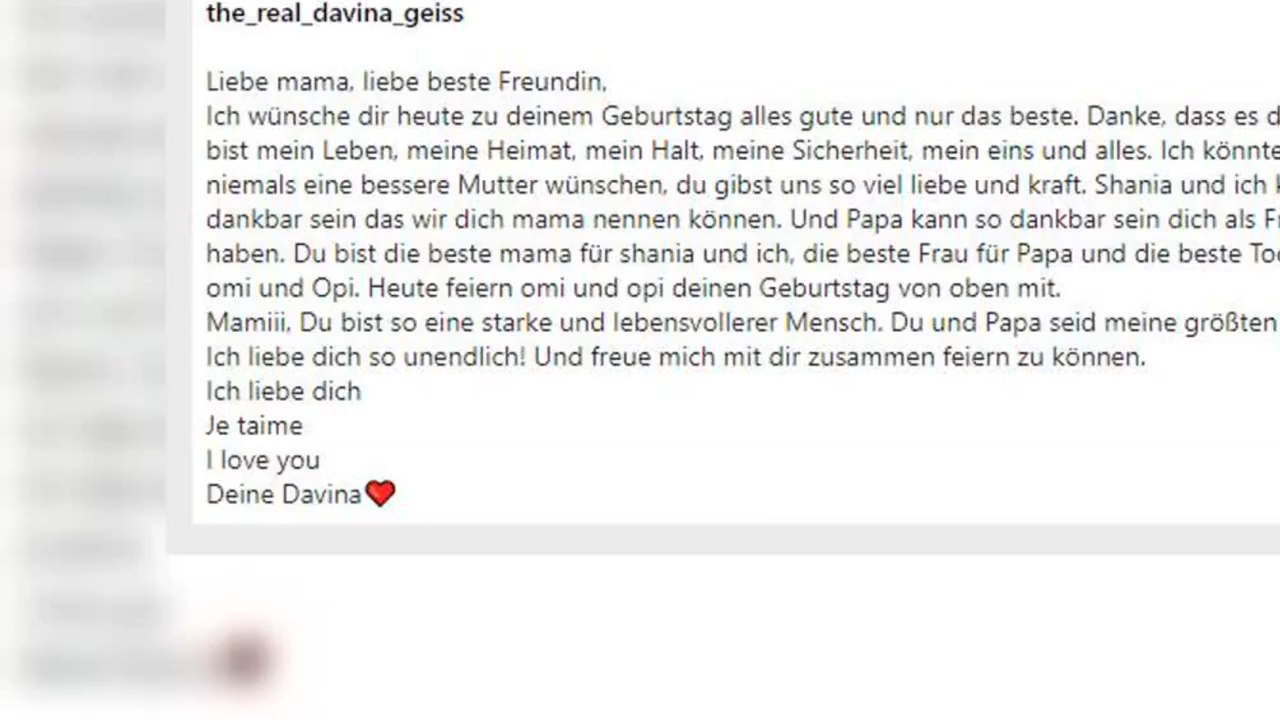 the_real_davina_geiss
Liebe mama, liebe beste Freundin,
Ich wünsche dir heute zu deinem Geburtstag alles gute und nur das beste. Danke, dass es
bist mein Leben, meine Heimat, mein Halt, meine Sicherheit, mein eins und alles. Ich könnte
niemals eine bessere Mutter wünschen, du gibst uns so viel liebe und kraft. Shania und ich
dankbar sein das wir dich mama nennen können. Und Papa kann so dankbar sein dich als
haben. Du bist die beste mama für shania und ich, die beste Frau für Papa und die beste
omi und Opi. Heute feiern omi und opi deinen Geburtstag von oben mit.
Mamiii, Du bist so eine starke und lebensvollerer Mensch. Du und Papa seid meine größten
Ich liebe dich so unendlich! Und freue mich mit dir zusammen feiern zu können.
Ich liebe dich
Je taime
I love you
Deine Davina❤️